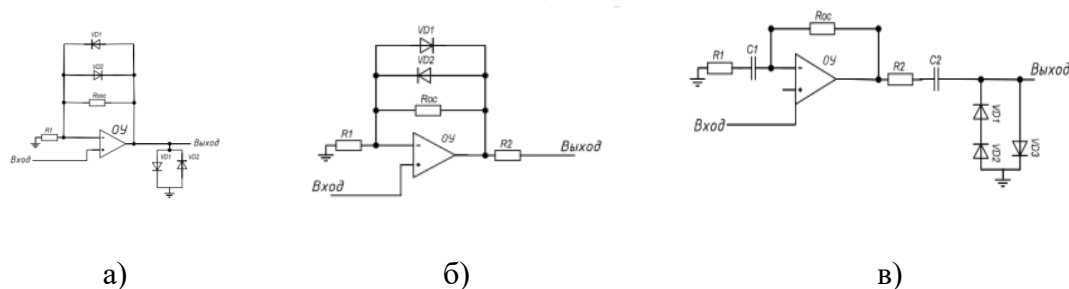 VD1
VD2
Rоос
R1
ОУ
Вход
Выход
VD1
VD2
VD1
VD2
Rос
R1
ОУ
R2
Вход
Выход
Rос
R1
C1
ОУ
R2
C2
Вход
Выход
VD1
VD2
VD3
а)
б)
в)